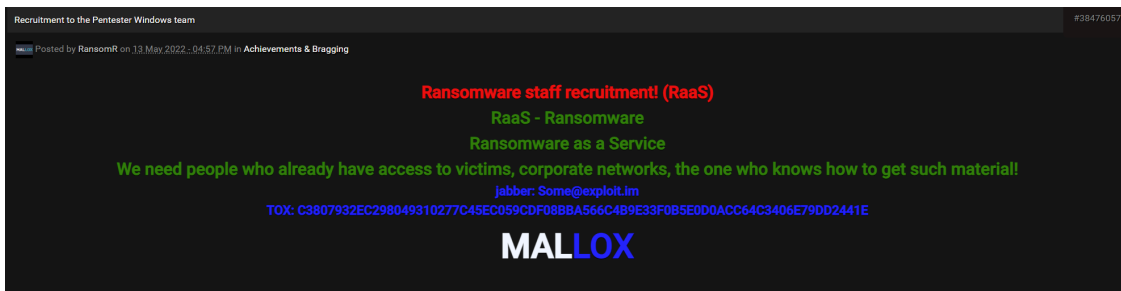 Recruitment to the Pentester Windows team
#38476057
MALLOX Posted by RansomR on 13 May 2022 - 04:57 PM in Achievements & Bragging
Ransomware staff recruitment! (RaaS)
RaaS - Ransomware
Ransomware as a Service
We need people who already have access to victims, corporate networks, the one who knows how to get such material!
jabber: Some@exploit.im
TOX: C3807932EC298049310277C45EC059CDF08BBA566C4B9E33F0B5E0D0ACC64C3406E79DD2441E
MALLOX